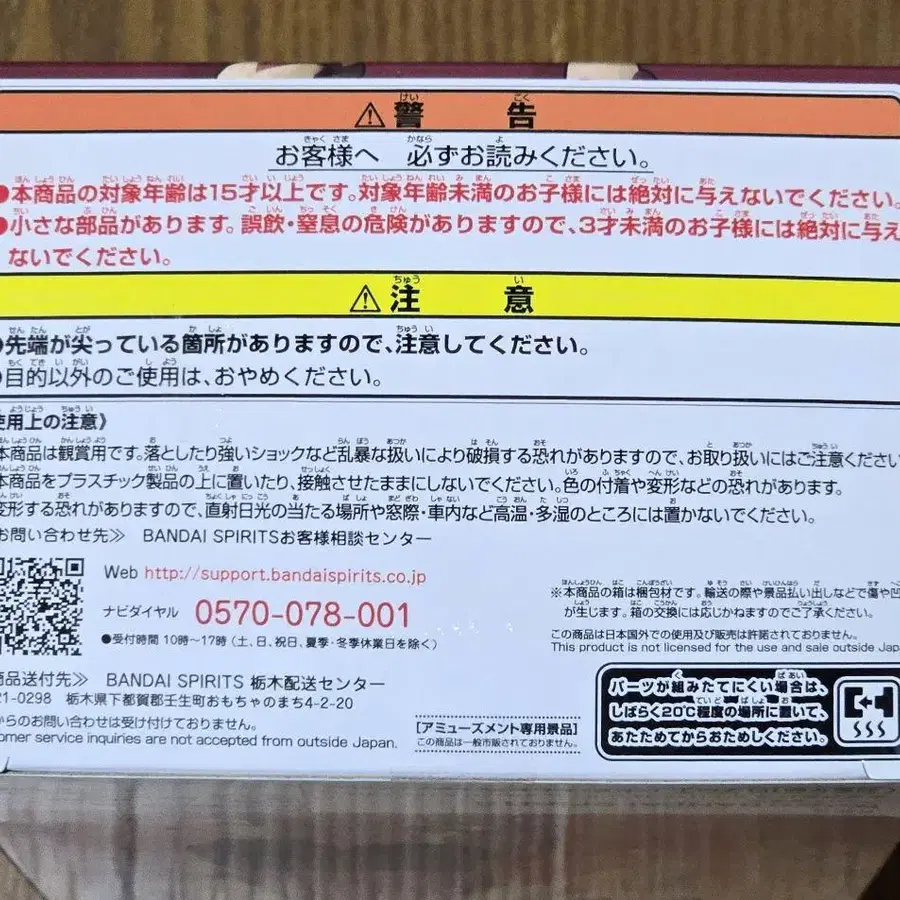 ⚠警告
お客様へ 必ずお読みください。
●本商品の対象年齢は15才以上です。対象年齢未満のお子様には絶対に与えないでください。
●小さな部品があります。誤飲・窒息の危険がありますので、3才未満のお子様には絶対に与え
ないでください。
⚠注意
●先端が尖っている箇所がありますので、注意してください。
●目的以外のご使用は、おやめください。
使用上の注意》
本商品は観賞用です。落としたり強いショックなど乱暴な扱いにより破損する恐れがありますので、お取り扱いにはご注意ください
本商品をプラスチック製品の上に置いたり、接触させたままにしないでください。色の付着や変形などの恐れがあります。
変形する恐れがありますので、直射日光の当たる場所や窓際・車内など高温・多湿のところには置かないでください。
お問い合わせ先≫ BANDAI SPIRITSお客様相談センター
Web http://support.bandaispirits.co.jp
ナビダイヤル 0570-078-001
●受付時間 10時~17時(土、日、祝日、夏季・冬季休業日を除く)
商品送付先≫ BANDAI SPIRITS 栃木配送センター
21-0298 栃木県下都賀郡壬生町おもちゃのまち4-2-20
からのお問い合わせは受け付けておりません。
omer service inquiries are not accepted from outside Japan.
[アミューズメント専用景品]
この商品は一般市販されておりません。
※本商品の箱は梱包材です。輸送の際や景品払い出しなどで傷や凹
が生じます。箱の交換には応じかねますのでご了承ください。
この商品は日本国外での使用及び販売は許諾されておりません。
This product is not licensed for the use and sale outside Japa
パーツが組みたてにくい場合は、
しばらく20℃程度の場所に置いて、
あたためてからおためしください。